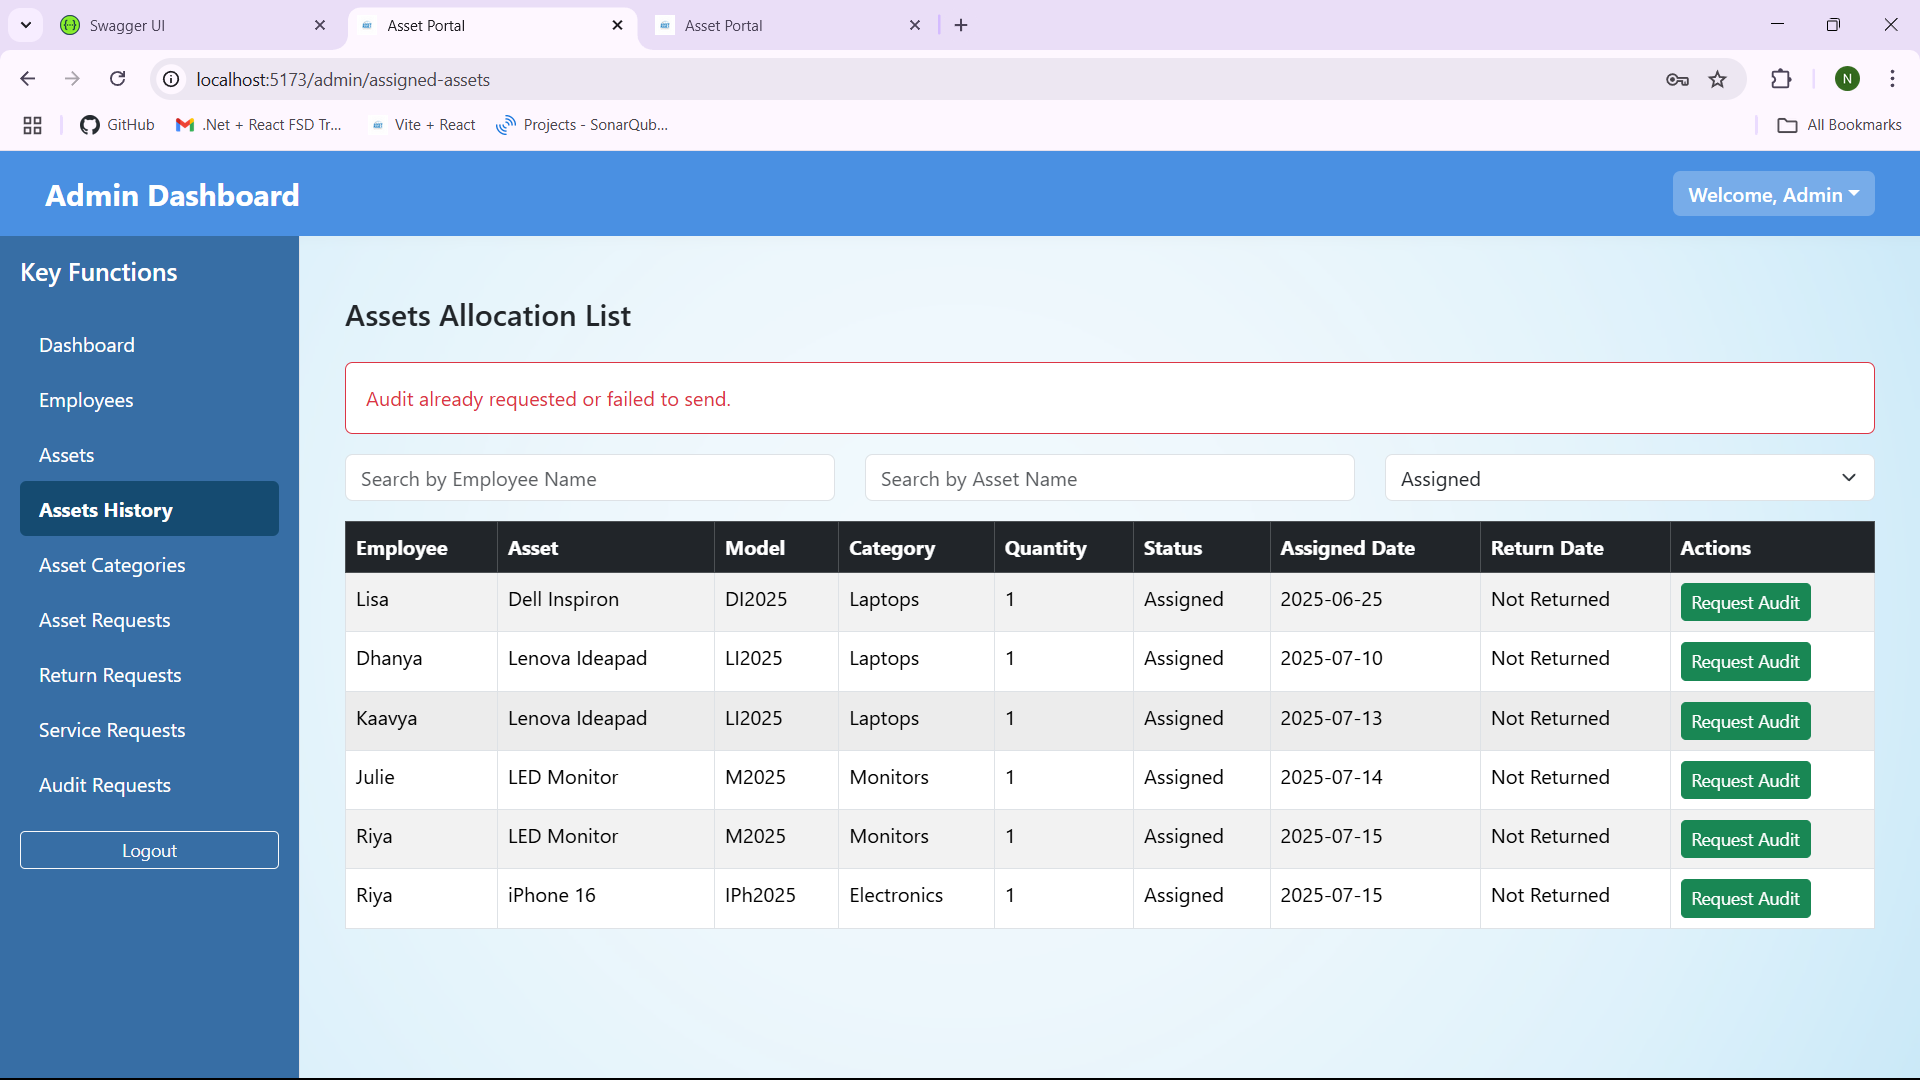 Swagger UI
Asset Portal
Asset Portal
localhost:5173/admin/assigned-assets
N
GitHub
.Net + React FSD Tr...
Vite + React
Projects - SonarQub...
All Bookmarks
Admin Dashboard
Welcome, Admin
Key Functions
Dashboard
Employees
Assets
Assets History
Asset Categories
Asset Requests
Return Requests
Service Requests
Audit Requests
Logout
Assets Allocation List
Audit already requested or failed to send.
Search by Employee Name
Search by Asset Name
Assigned
Employee Asset Model Category Quantity Status Assigned Date Return Date Actions
Lisa Dell Inspiron DI2025 Laptops 1 Assigned 2025-06-25 Not Returned Request Audit
Dhanya Lenova Ideapad LI2025 Laptops 1 Assigned 2025-07-10 Not Returned Request Audit
Kaavya Lenova Ideapad LI2025 Laptops 1 Assigned 2025-07-13 Not Returned Request Audit
Julie LED Monitor M2025 Monitors 1 Assigned 2025-07-14 Not Returned Request Audit
Riya LED Monitor M2025 Monitors 1 Assigned 2025-07-15 Not Returned Request Audit
Riya iPhone 16 IPh2025 Electronics 1 Assigned 2025-07-15 Not Returned Request Audit